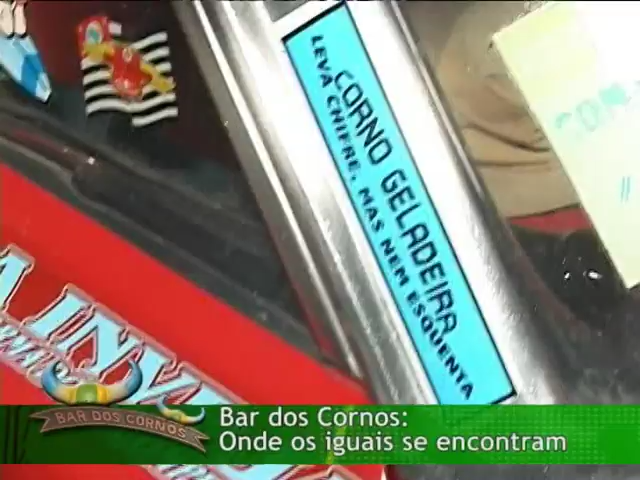 CORNO GELADEIRA
LEVA CHIFRE, MAS NEM ESQUENTA
BAR DOS CORNOS
Bar dos Cornos:
Onde os iguais se encontram